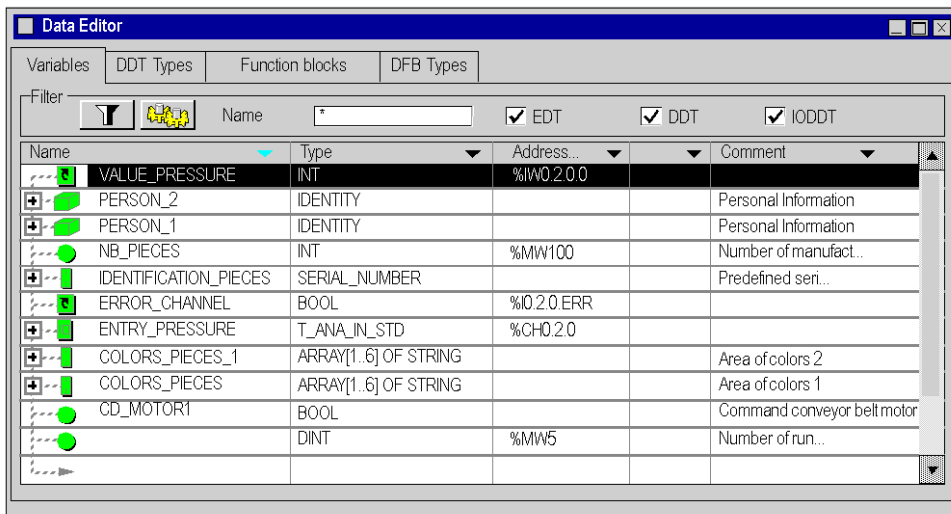 Data Editor
Variables DDT Types Function blocks DFB Types
Filter
Name * EDT DDT IODDT
Name Type Address... Comment
VALUE_PRESSURE INT %IW0.2.0.0
PERSON_2 IDENTITY Personal Information
PERSON_1 IDENTITY Personal Information
NB_PIECES INT %MW100 Number of manufact...
IDENTIFICATION_PIECES SERIAL_NUMBER Predefined seri...
ERROR_CHANNEL BOOL %I0.2.0.ERR
ENTRY_PRESSURE T_ANA_IN_STD %CH0.2.0
COLORS_PIECES_1 ARRAY[1..6] OF STRING Area of colors 2
COLORS_PIECES ARRAY[1..6] OF STRING Area of colors 1
CD_MOTOR1 BOOL Command conveyor belt motor
DINT %MW5 Number of run...